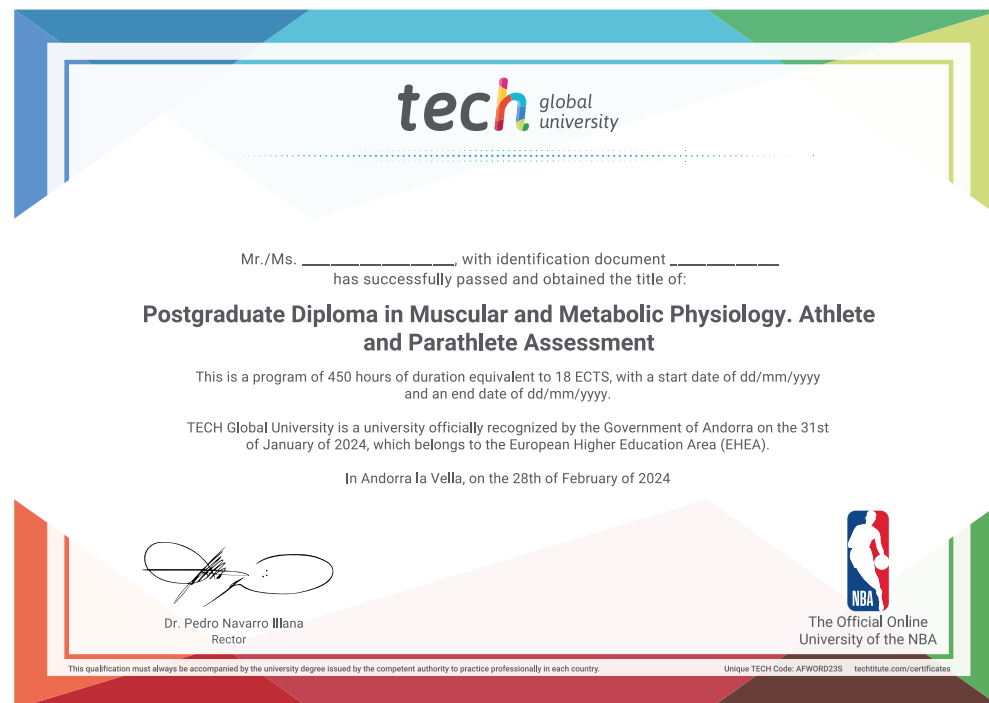 tech global university
Mr./Ms. ____________________, with identification document ______________
has successfully passed and obtained the title of:
Postgraduate Diploma in Muscular and Metabolic Physiology. Athlete
and Parathlete Assessment
This is a program of 450 hours of duration equivalent to 18 ECTS, with a start date of dd/mm/yyyy
and an end date of dd/mm/yyyy.
TECH Global University is a university officially recognized by the Government of Andorra on the 31st
of January of 2024, which belongs to the European Higher Education Area (EHEA).
In Andorra la Vella, on the 28th of February of 2024
NBA
Dr. Pedro Navarro Illana
Rector
The Official Online
University of the NBA
This qualification must always be accompanied by the university degree issued by the competent authority to practice professionally in each country.
Unique TECH Code: AFWORD23S techtitute.com/certificates